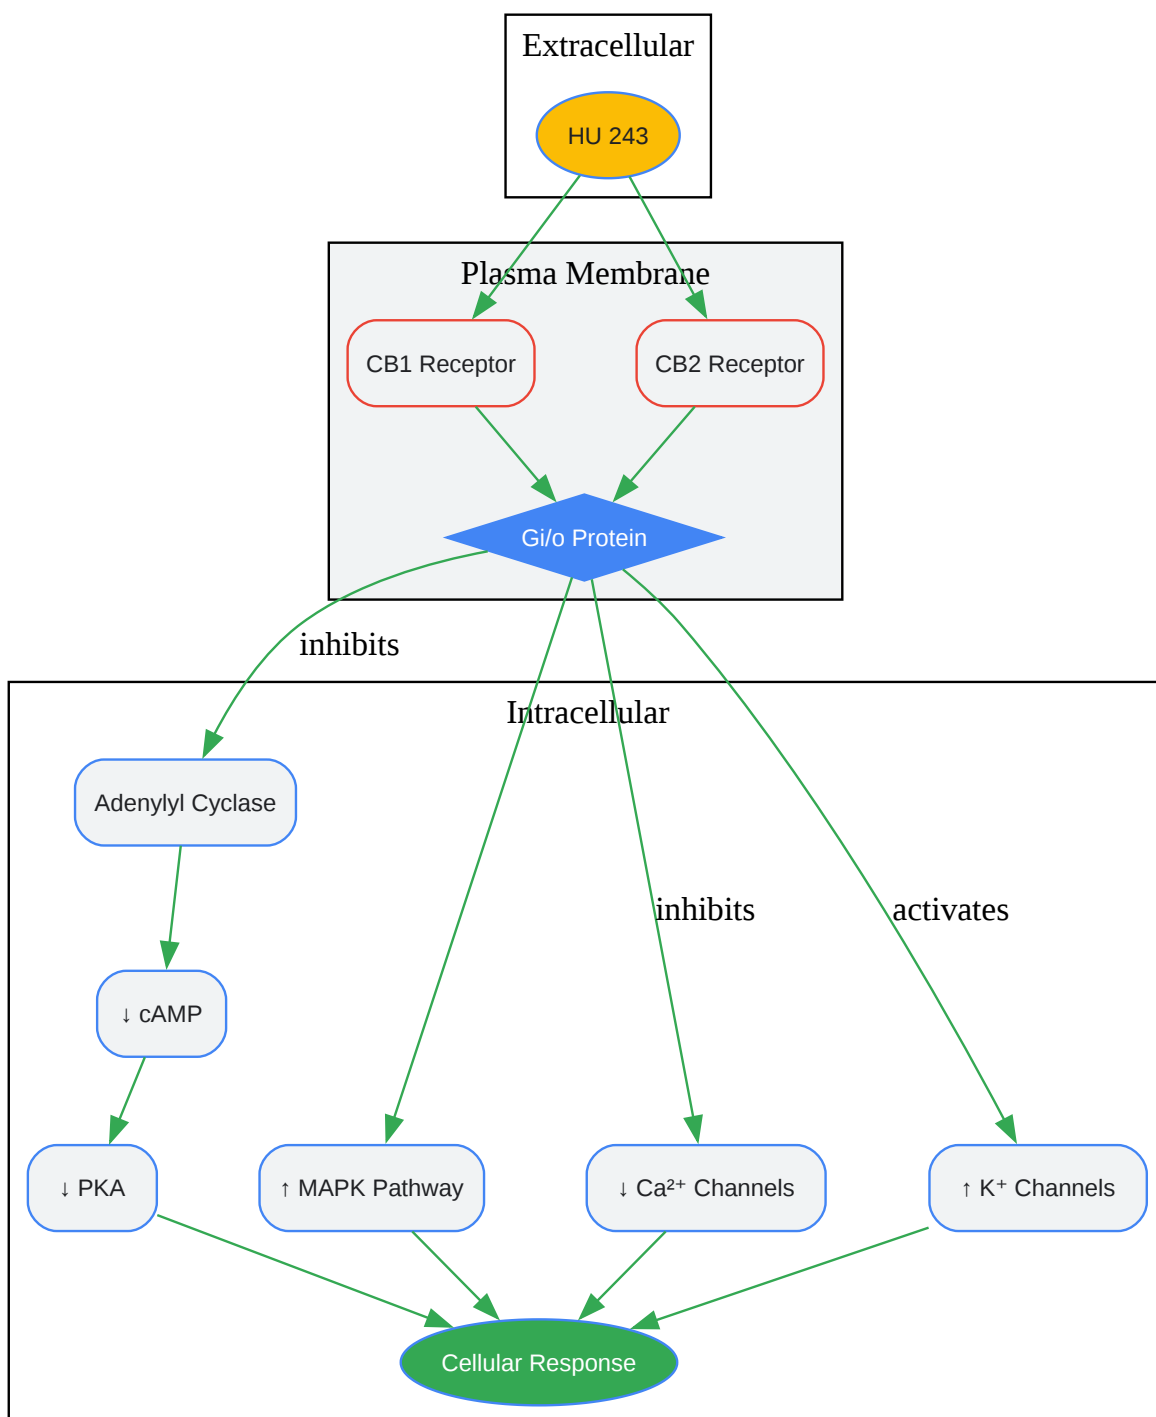 Extracellular
HU 243
Plasma Membrane
CB1 Receptor
CB2 Receptor
Gi/o Protein
inhibits
Intracellular
Adenylyl Cyclase
inhibits
activates
↓ cAMP
↓ PKA
↑ MAPK Pathway
↓ Ca²⁺ Channels
↑ K⁺ Channels
Cellular Response